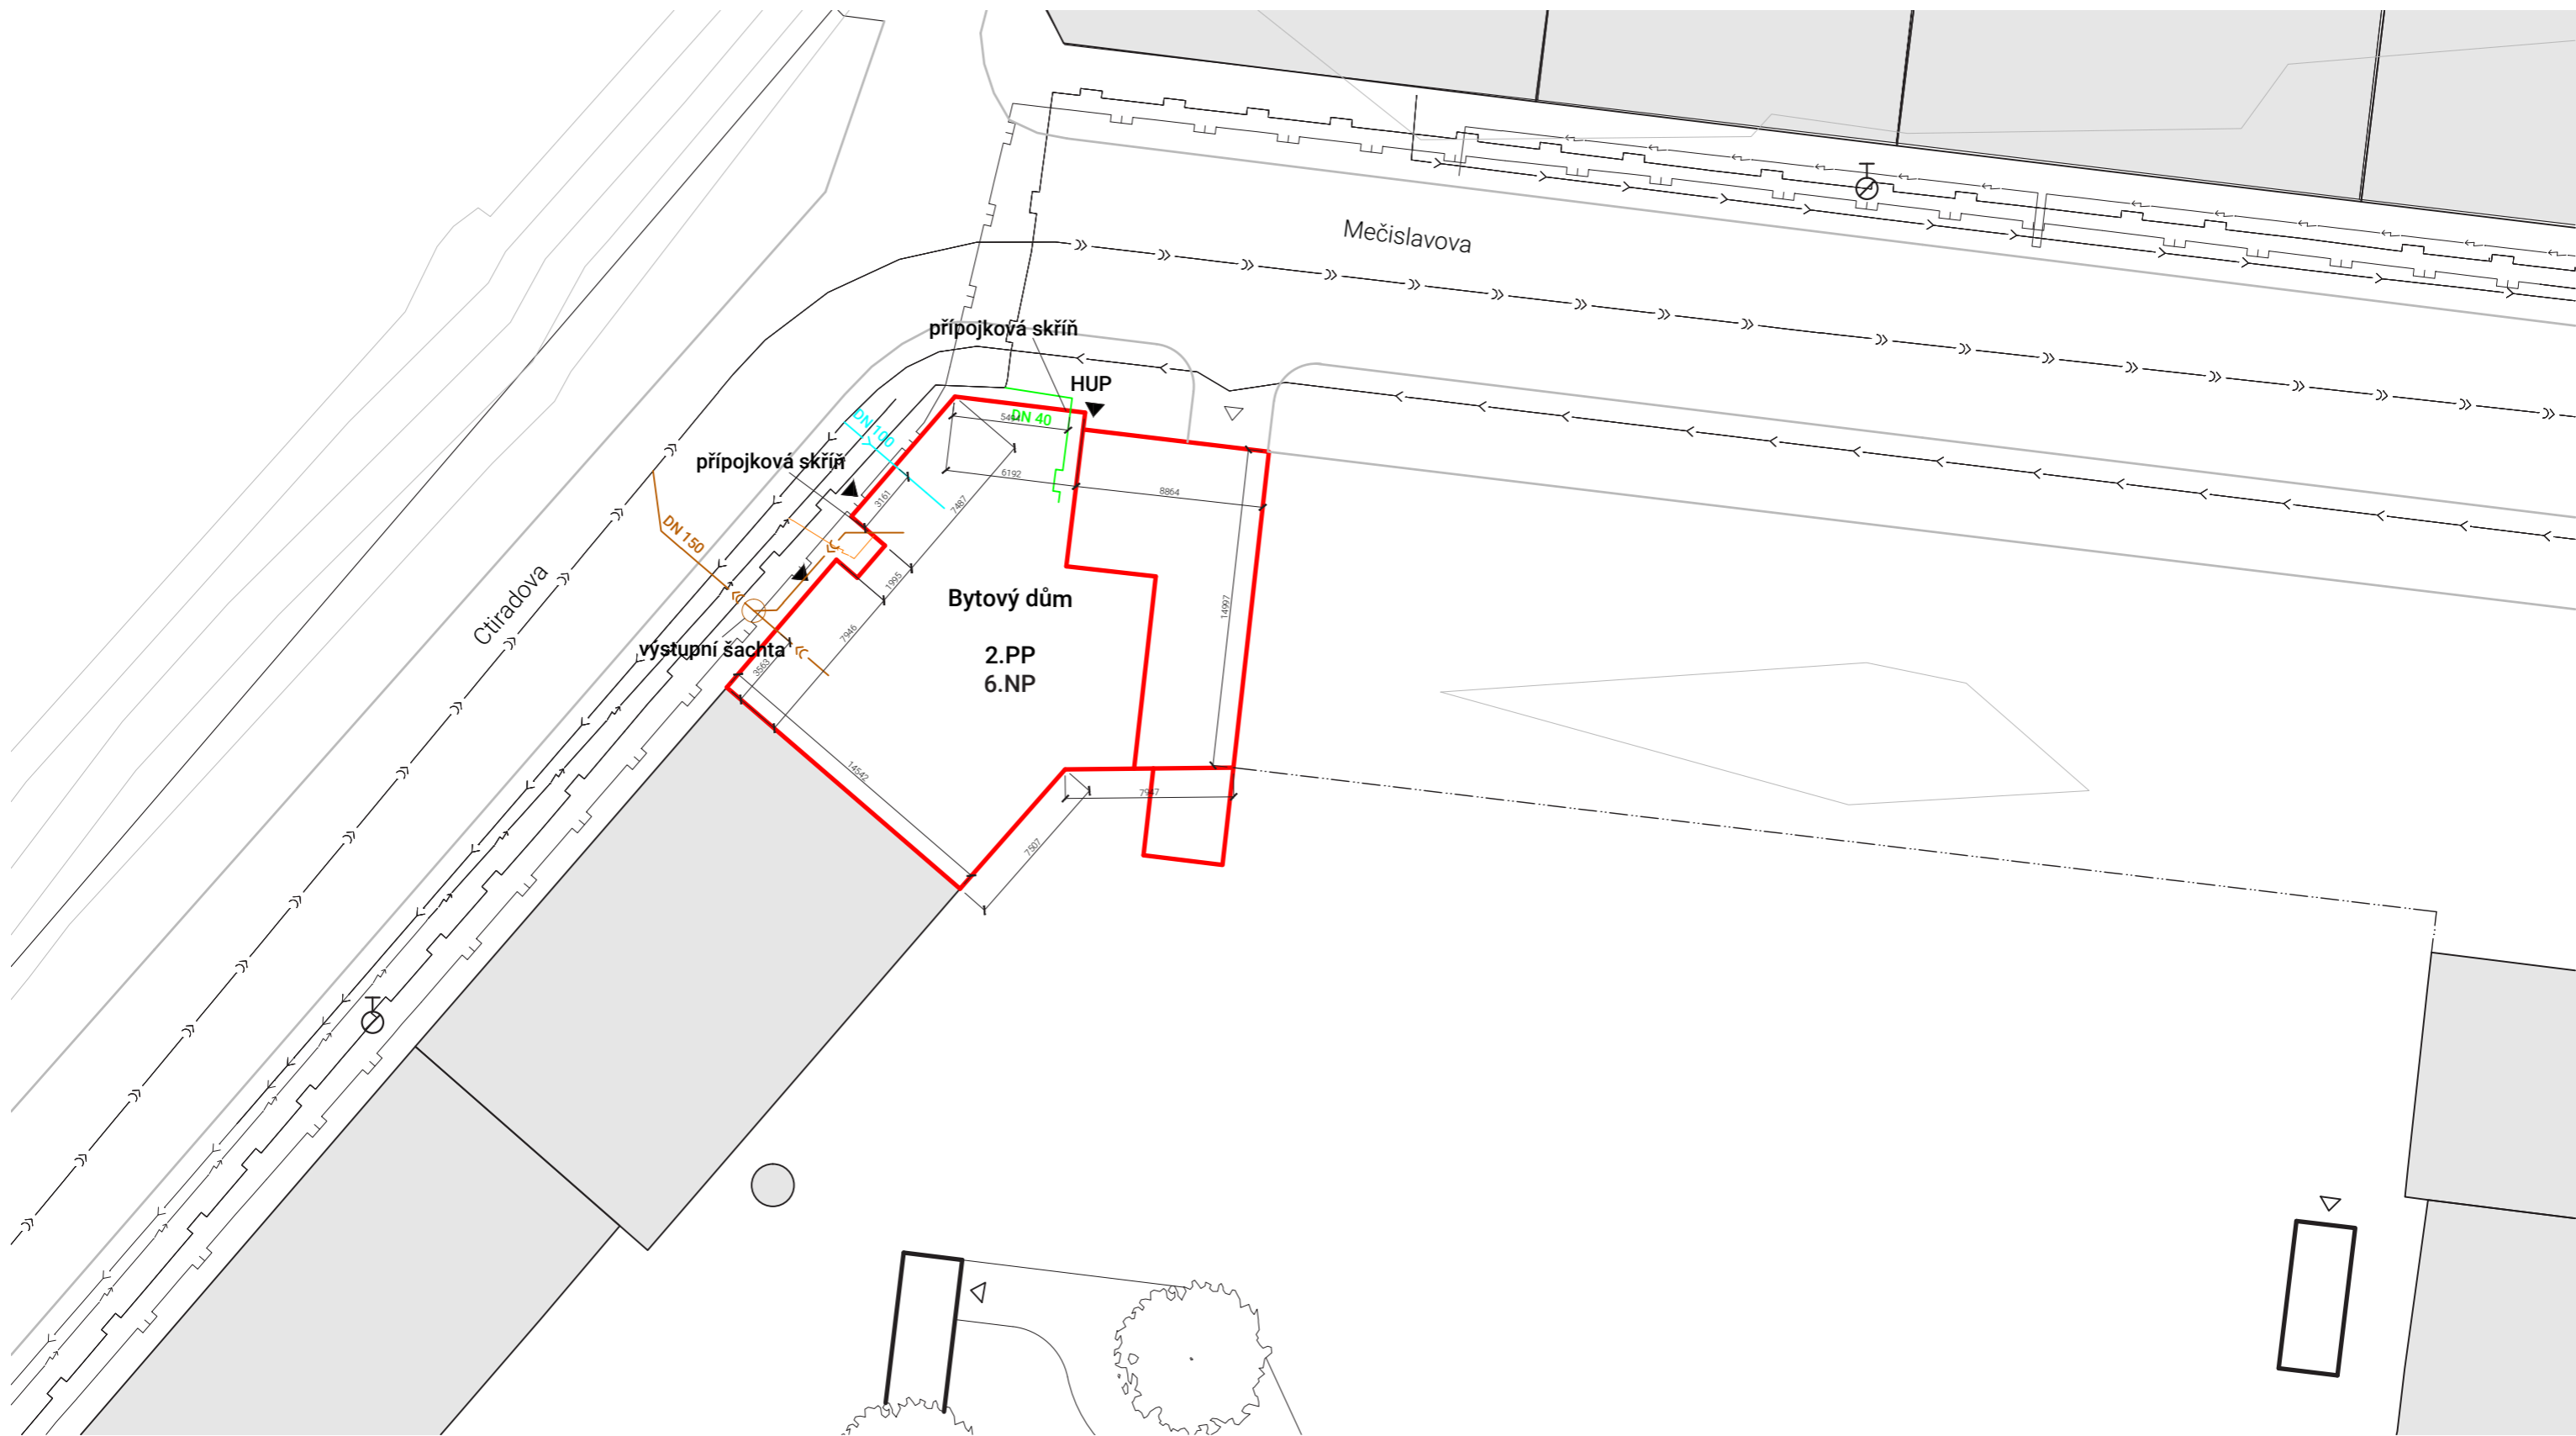 Mečislavova
přípojková skříň
HUP
DN 40
DN 100
přípojková skříň
6192
8864
3161
7487
DN 150
1995
Ctiradova
Bytový dům
14997
7946
výstupní šachta
2.PP
3563
6.NP
14542
7947
7507